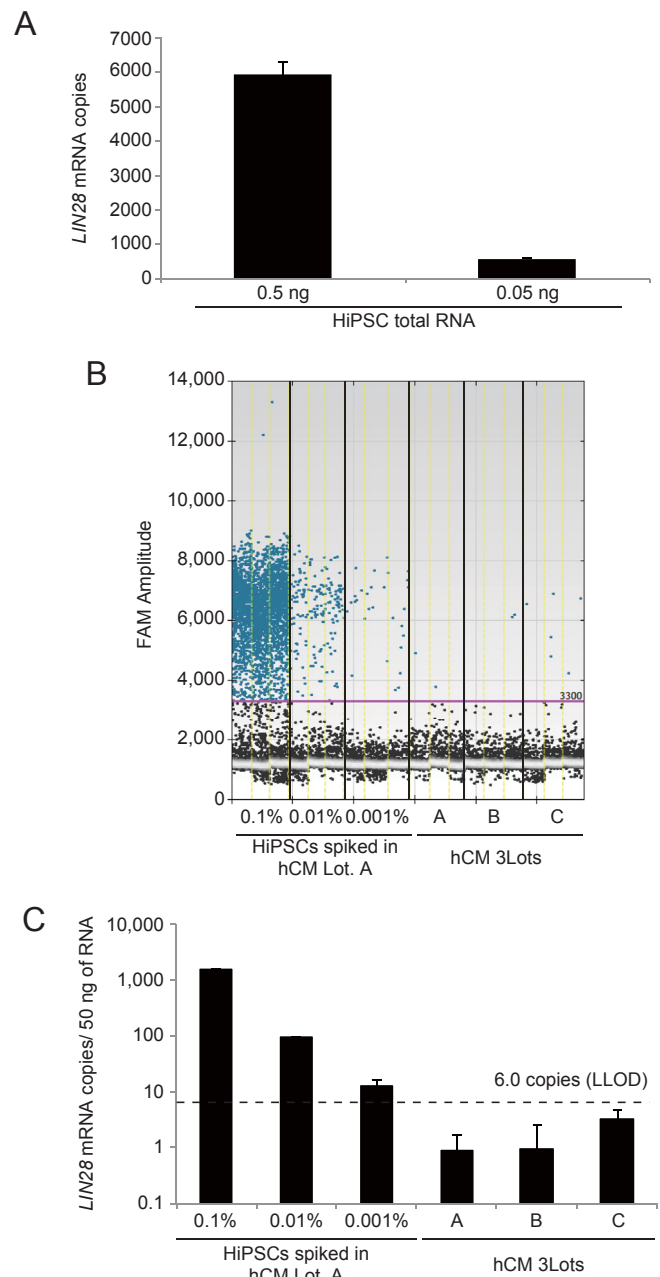 A
LIN28 mRNA copies
7000
6000
5000
4000
3000
2000
1000
0
0.5 ng 0.05 ng
HiPSC total RNA
B
FAM Amplitude
14,000
12,000
10,000
8,000
6,000
4,000
2,000
0
3300
0.1% 0.01% 0.001% A B C
HiPSCs spiked in
hCM Lot. A
hCM 3Lots
C
LIN28 mRNA copies/ 50 ng of RNA
10,000
1,000
100
10
1
0.1
6.0 copies (LLOD)
0.1% 0.01% 0.001% A B C
HiPSCs spiked in
hCM Lot. A
hCM 3Lots